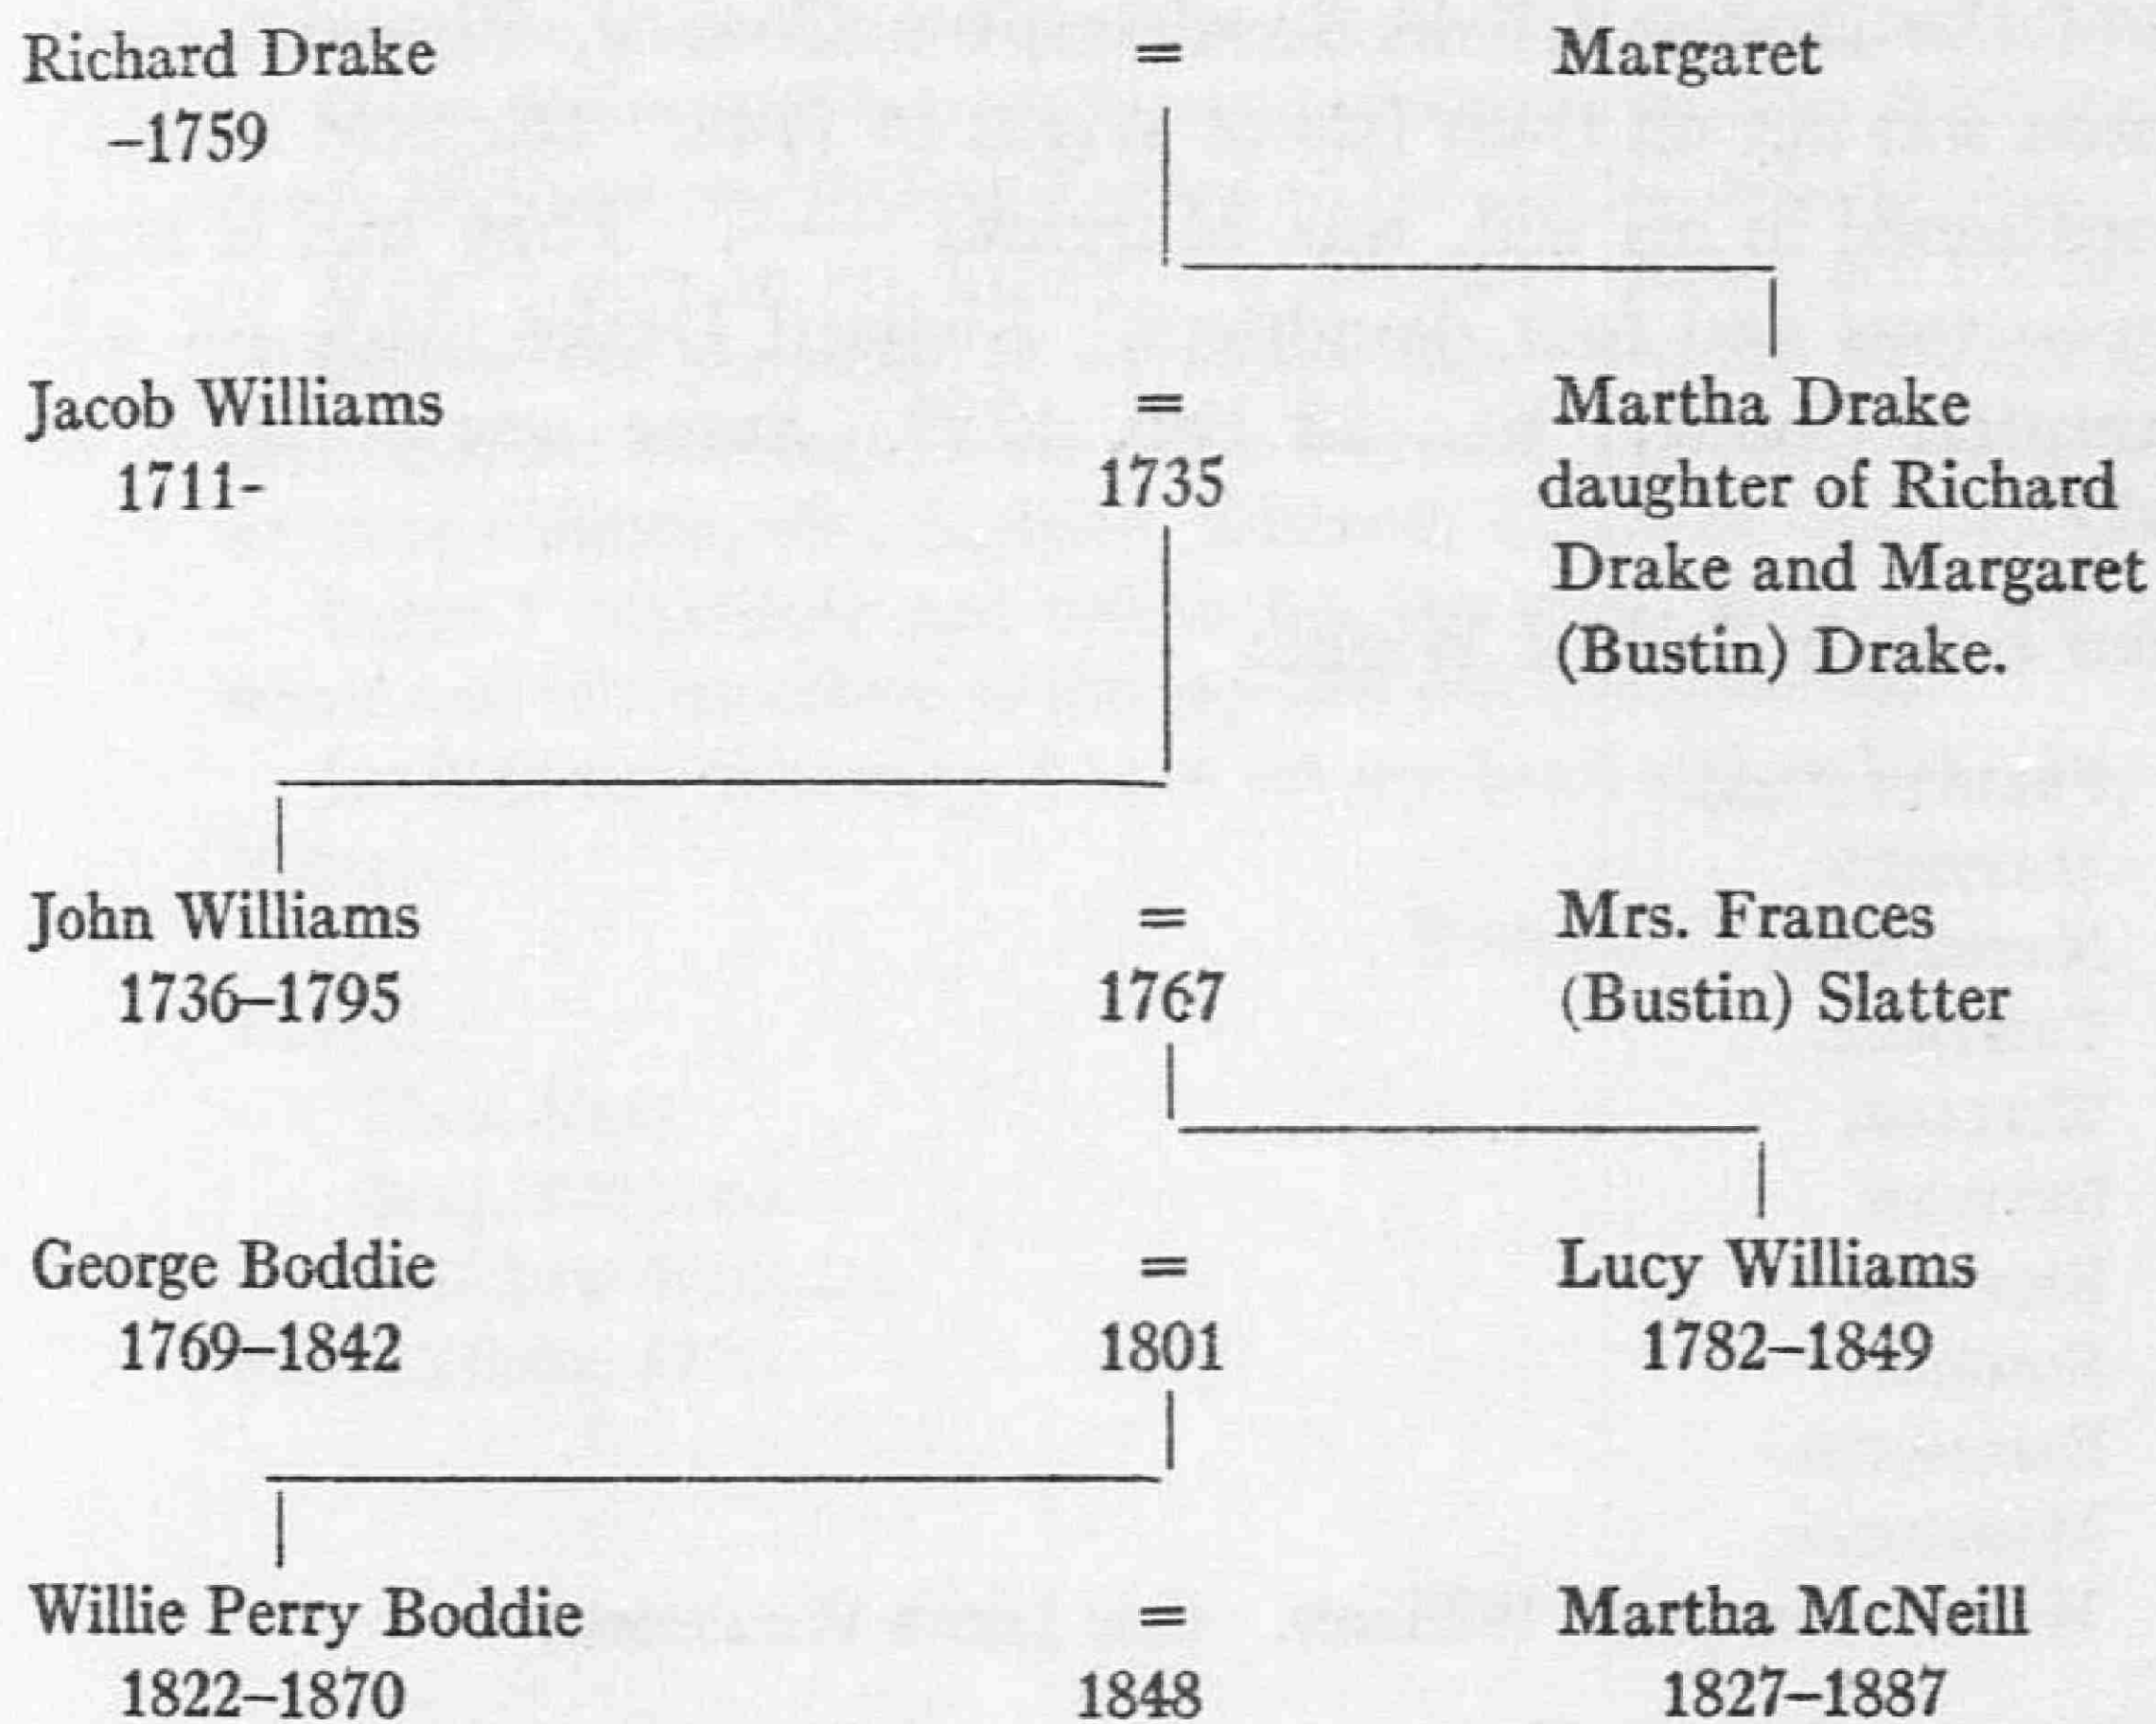 Richard Drake = Margaret
–1759
Jacob Williams = Martha Drake
1711- 1735 daughter of Richard
Drake and Margaret
(Bustin) Drake.
John Williams = Mrs. Frances
1736–1795 1767 (Bustin) Slatter
George Boddie = Lucy Williams
1769–1842 1801 1782–1849
Willie Perry Boddie = Martha McNeill
1822–1870 1848 1827–1887